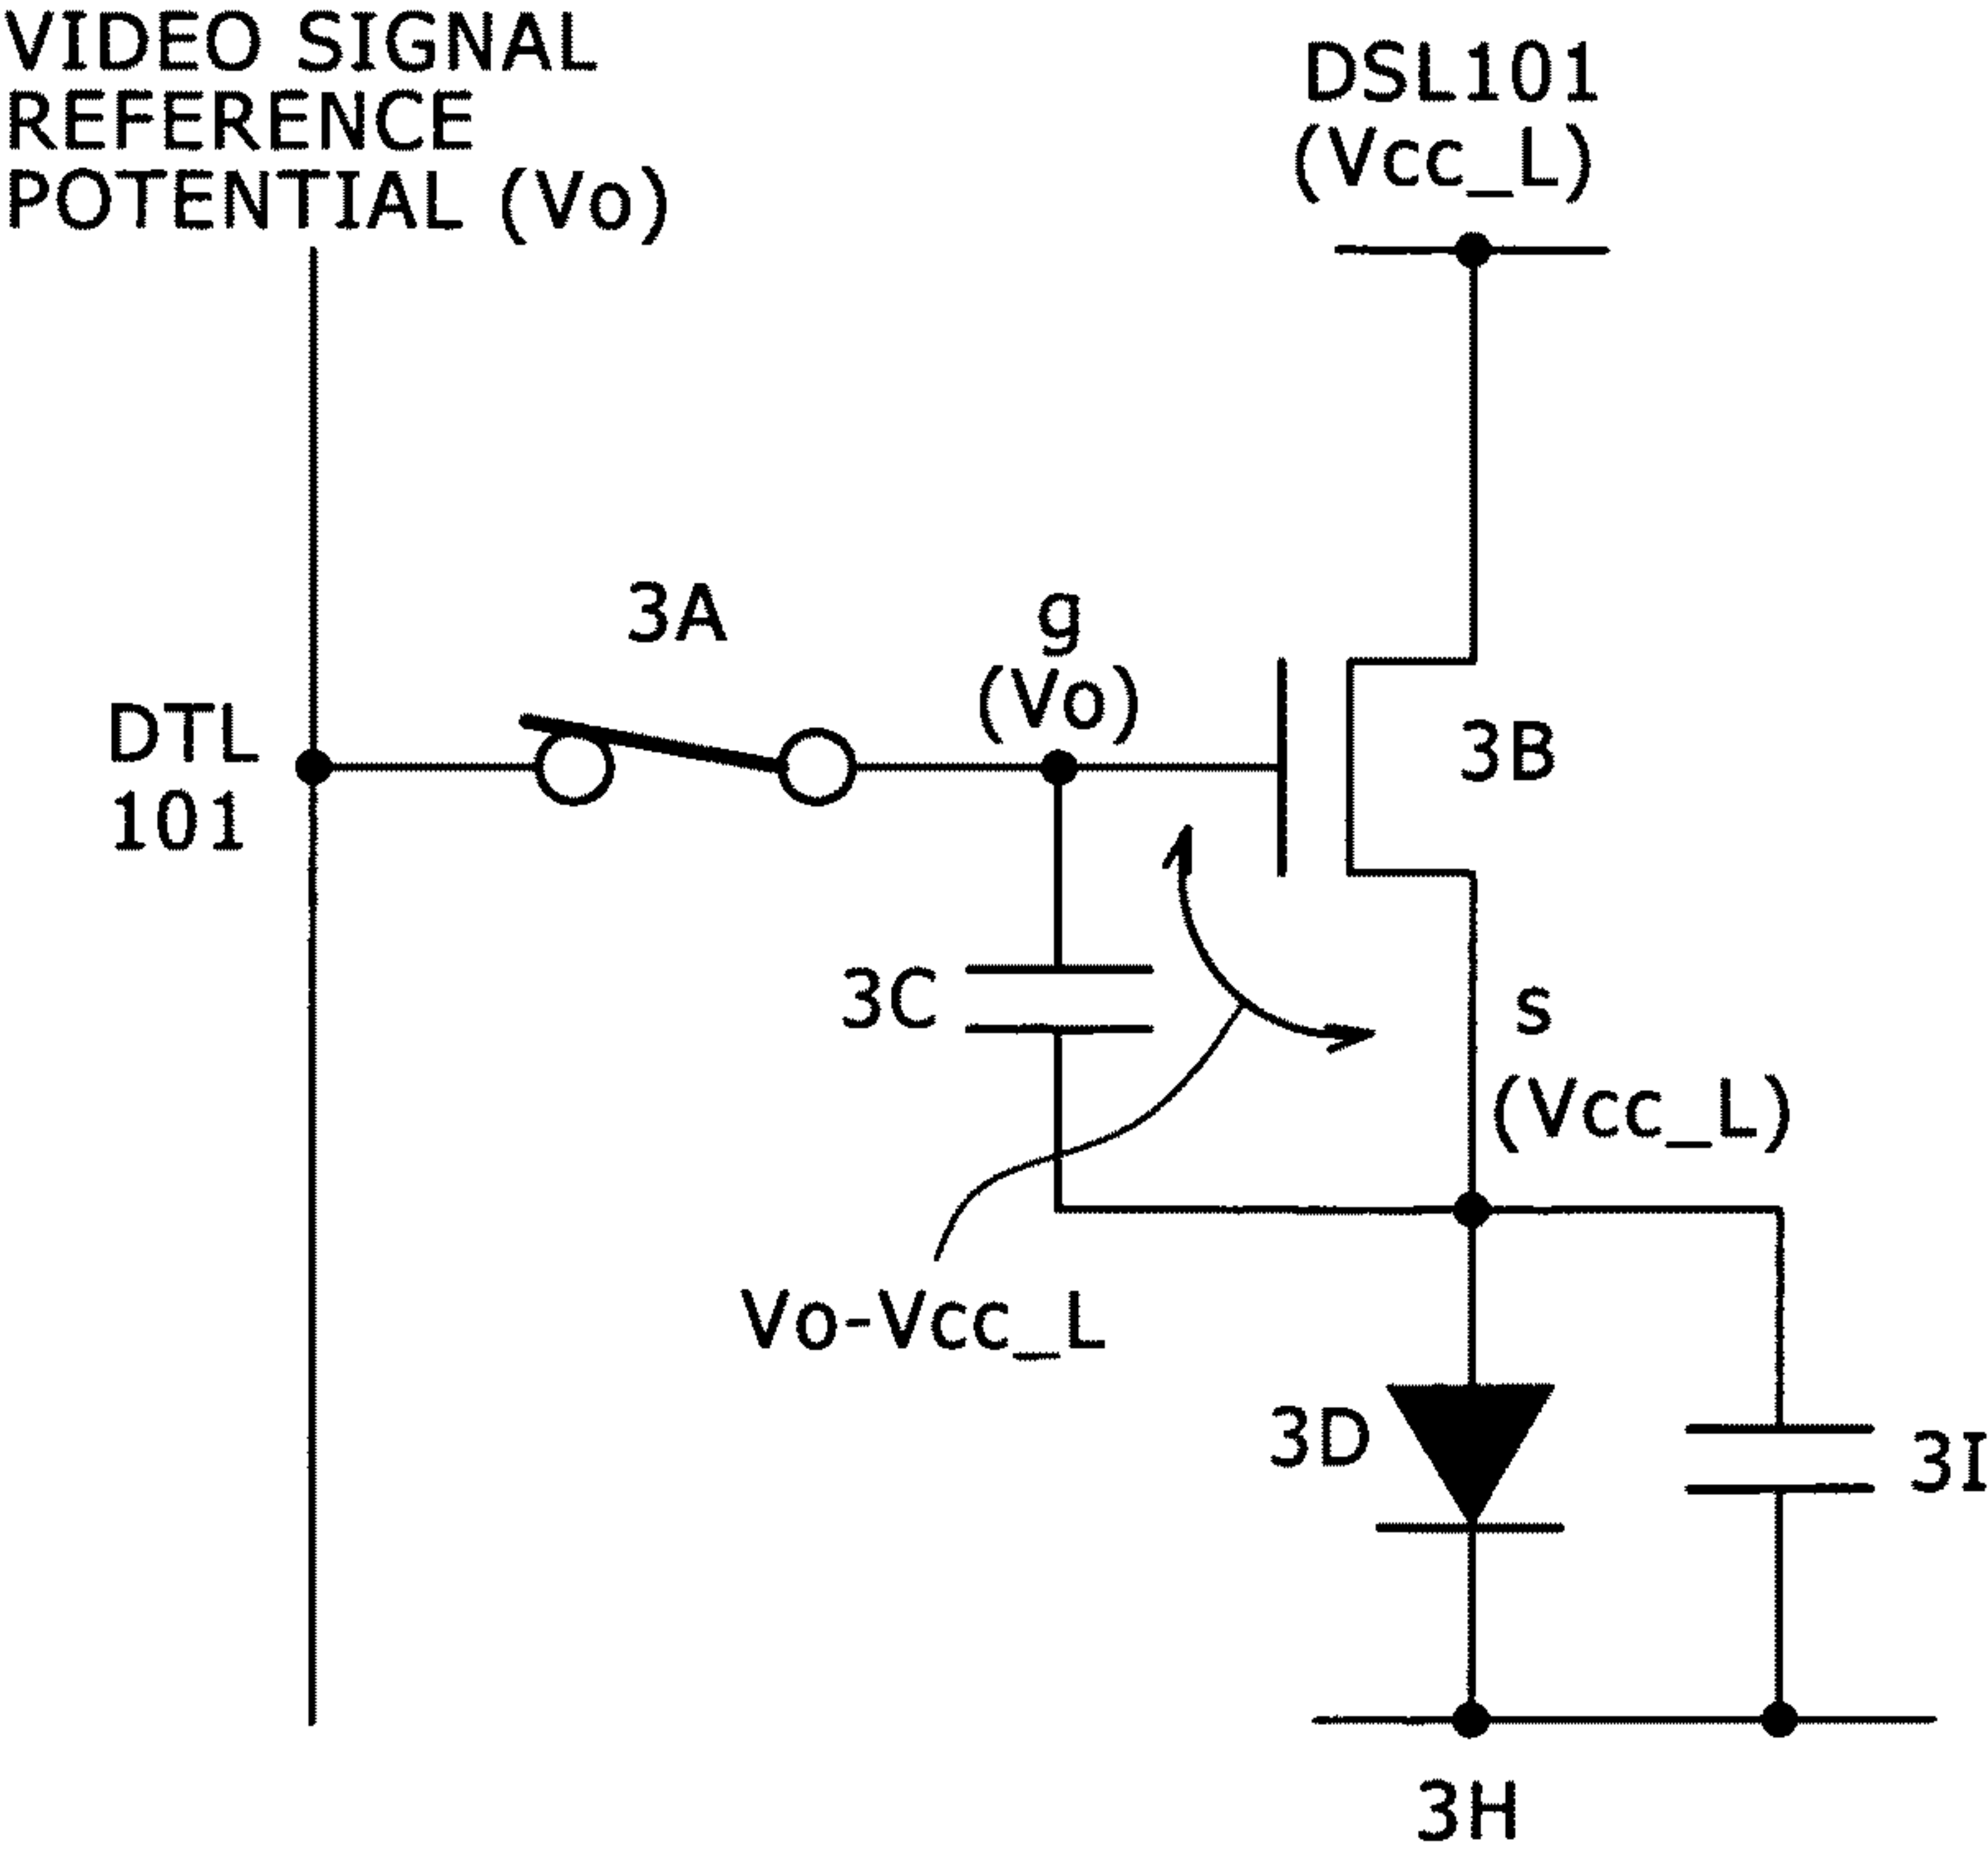 VIDEO SIGNAL
REFERENCE
POTENTIAL (Vo)
DSL101
(Vcc_L)
3A
g
(Vo)
DTL
101
3B
3C
s
(Vcc_L)
Vo-Vcc_L
3D
3I
3H